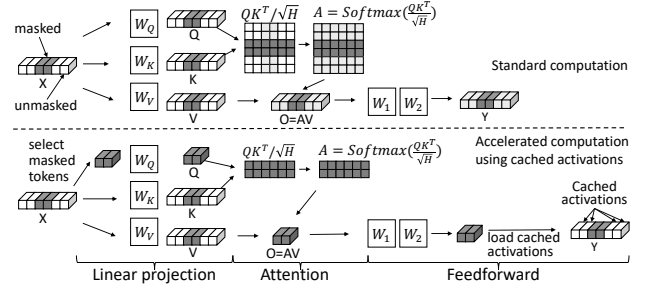 masked
X
unmasked
W_Q
W_K
W_V
Q
K
V
QK^T/√H
A = Softmax(QK^T/√H)
O=AV
W_1 W_2
Y
Standard computation
select
masked
tokens
X
W_Q
W_K
W_V
Q
K
V
QK^T/√H
A = Softmax(QK^T/√H)
O=AV
W_1 W_2
load cached
activations
Accelerated computation
using cached activations
Cached
activations
Y
Linear projection
Attention
Feedforward